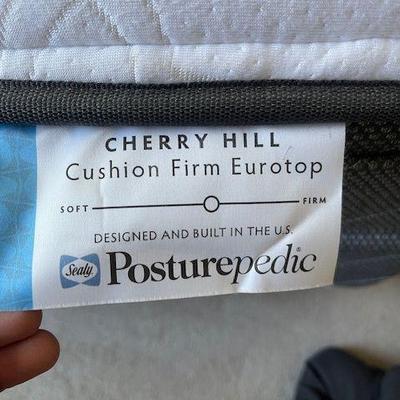 CHERRY HILL
Cushion Firm Eurotop
SOFT FIRM
DESIGNED AND BUILT IN THE U.S.
Sealy Posturepedic®